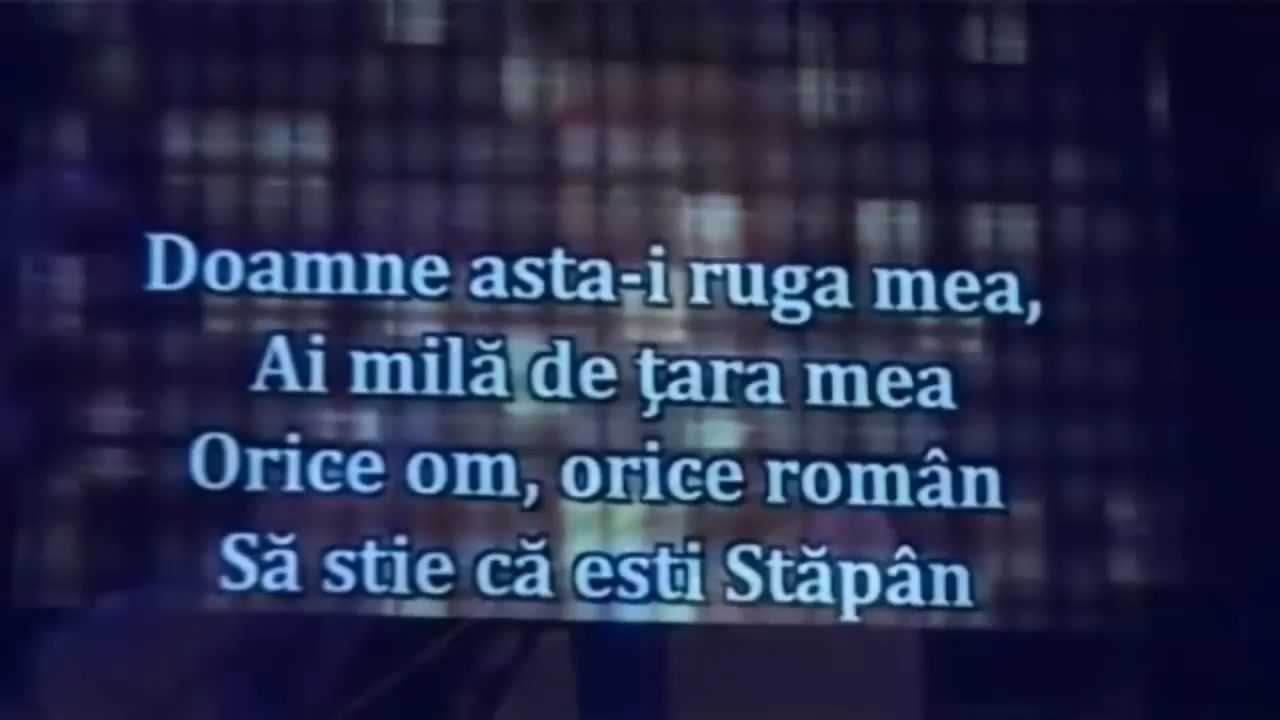 Doamne asta-i ruga mea,
Ai milă de ţara mea
Orice om, orice român
Să stie că esti Stăpân